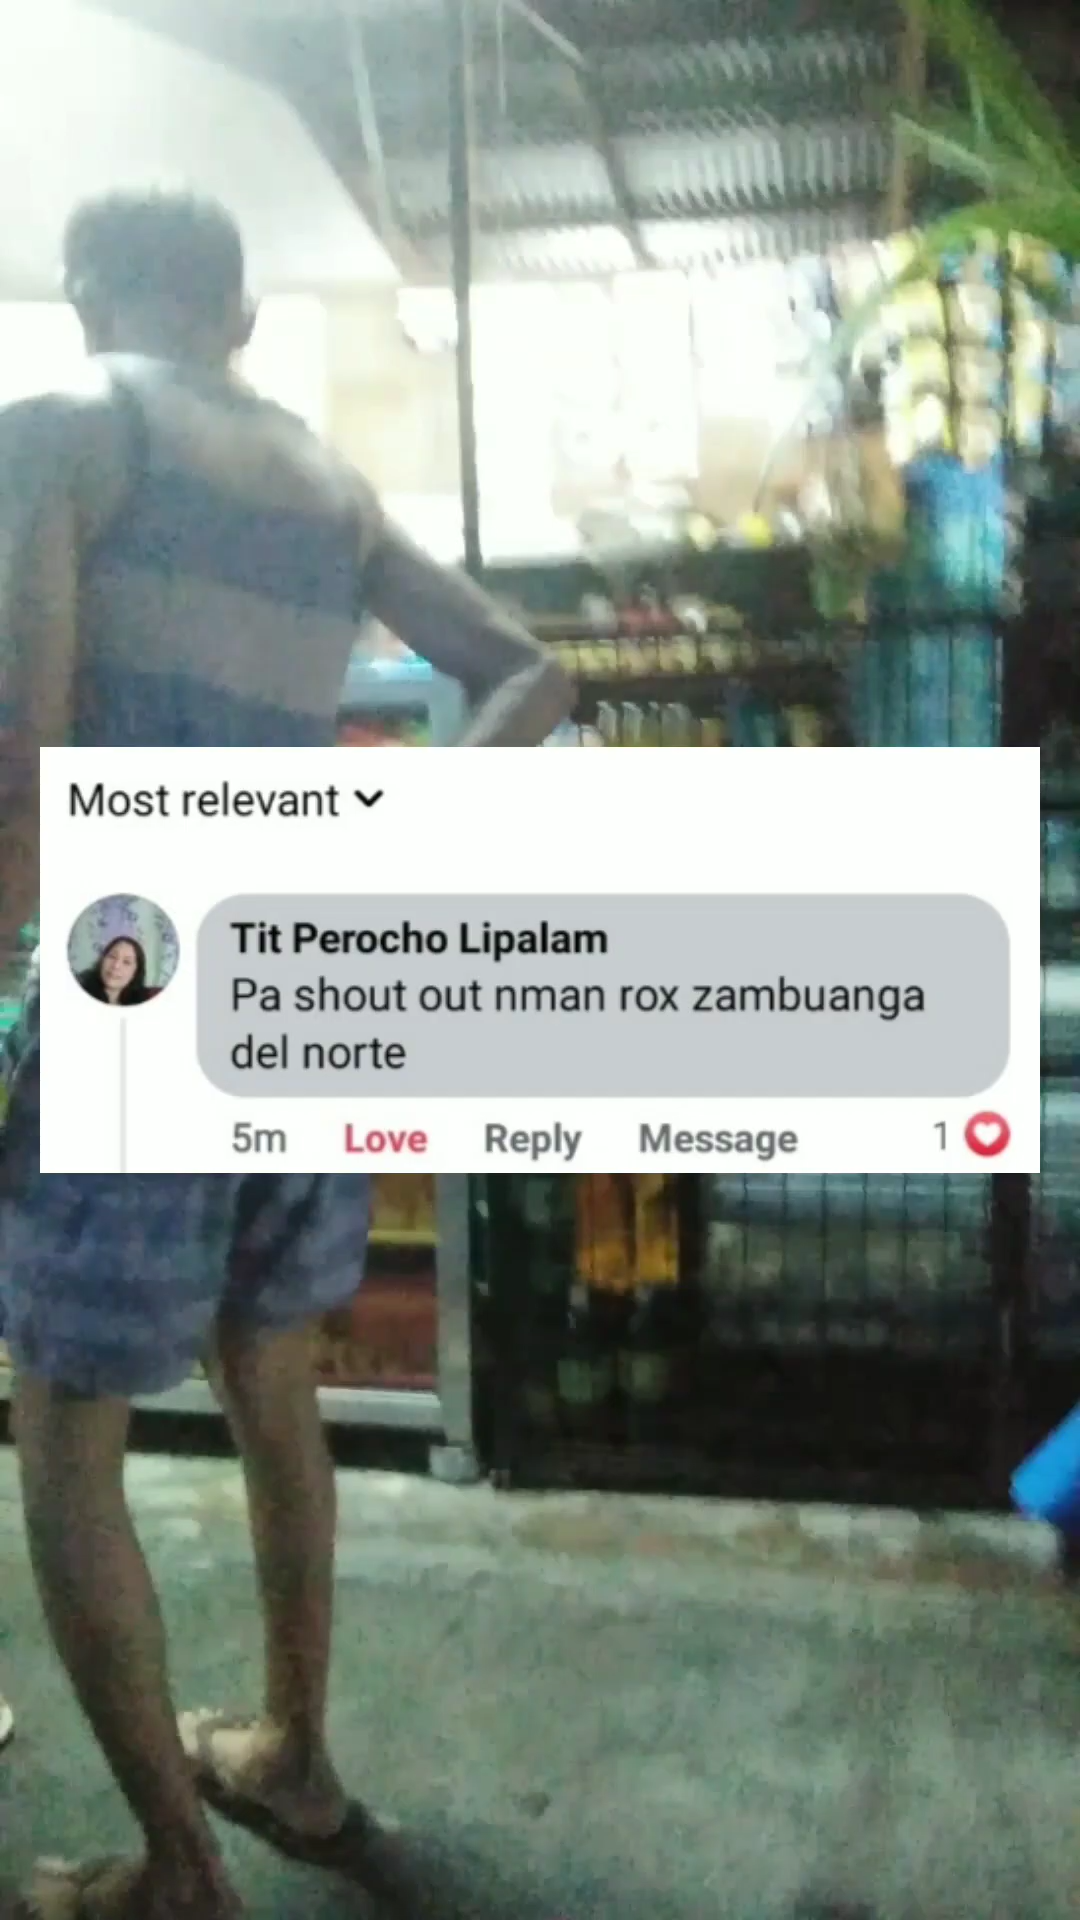 Most relevant
Tit Perocho Lipalam
Pa shout out nman rox zambuanga
del norte
5m Love Reply Message 1